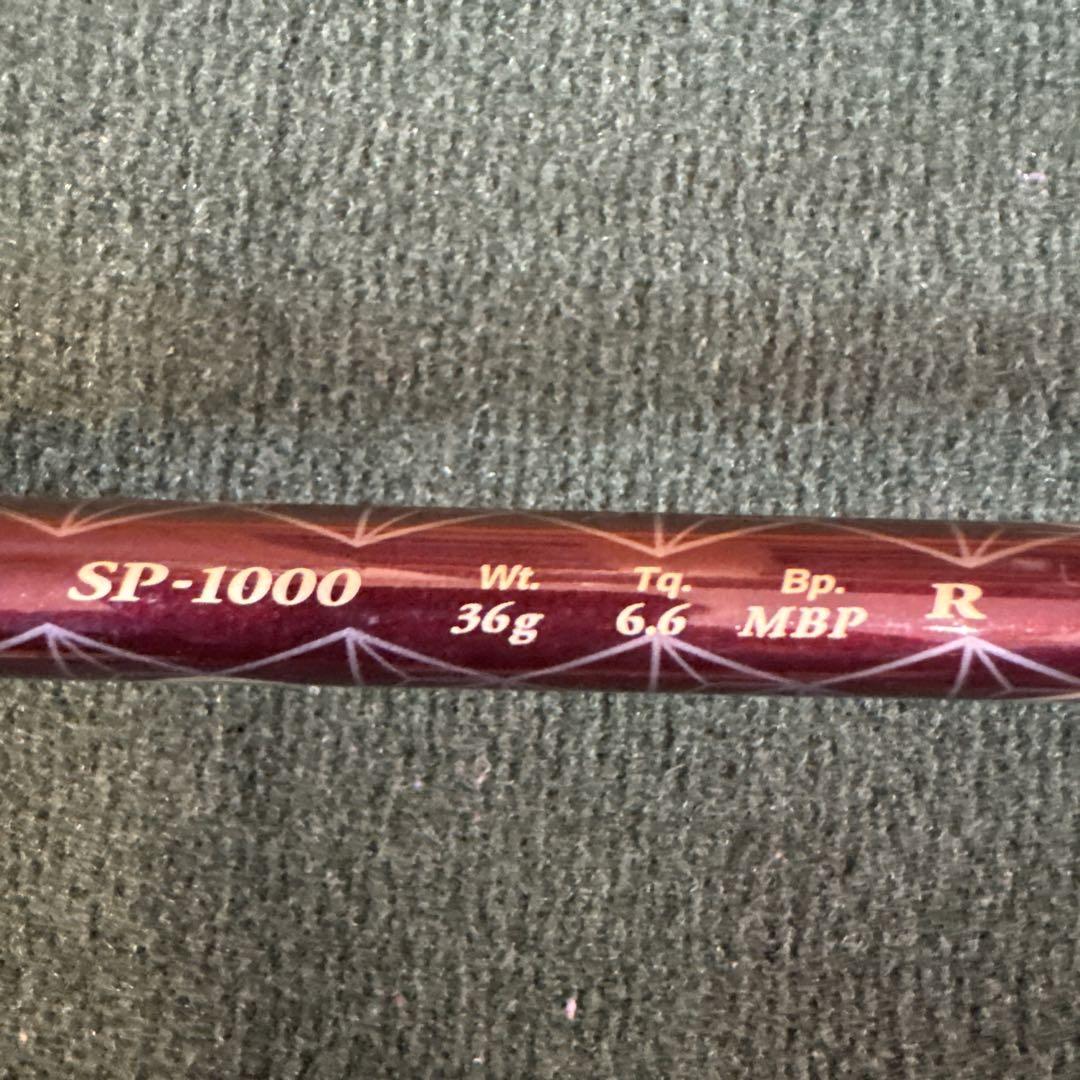 SP-1000 Wt. Tq. Bp. R
36g 6.6 MBP